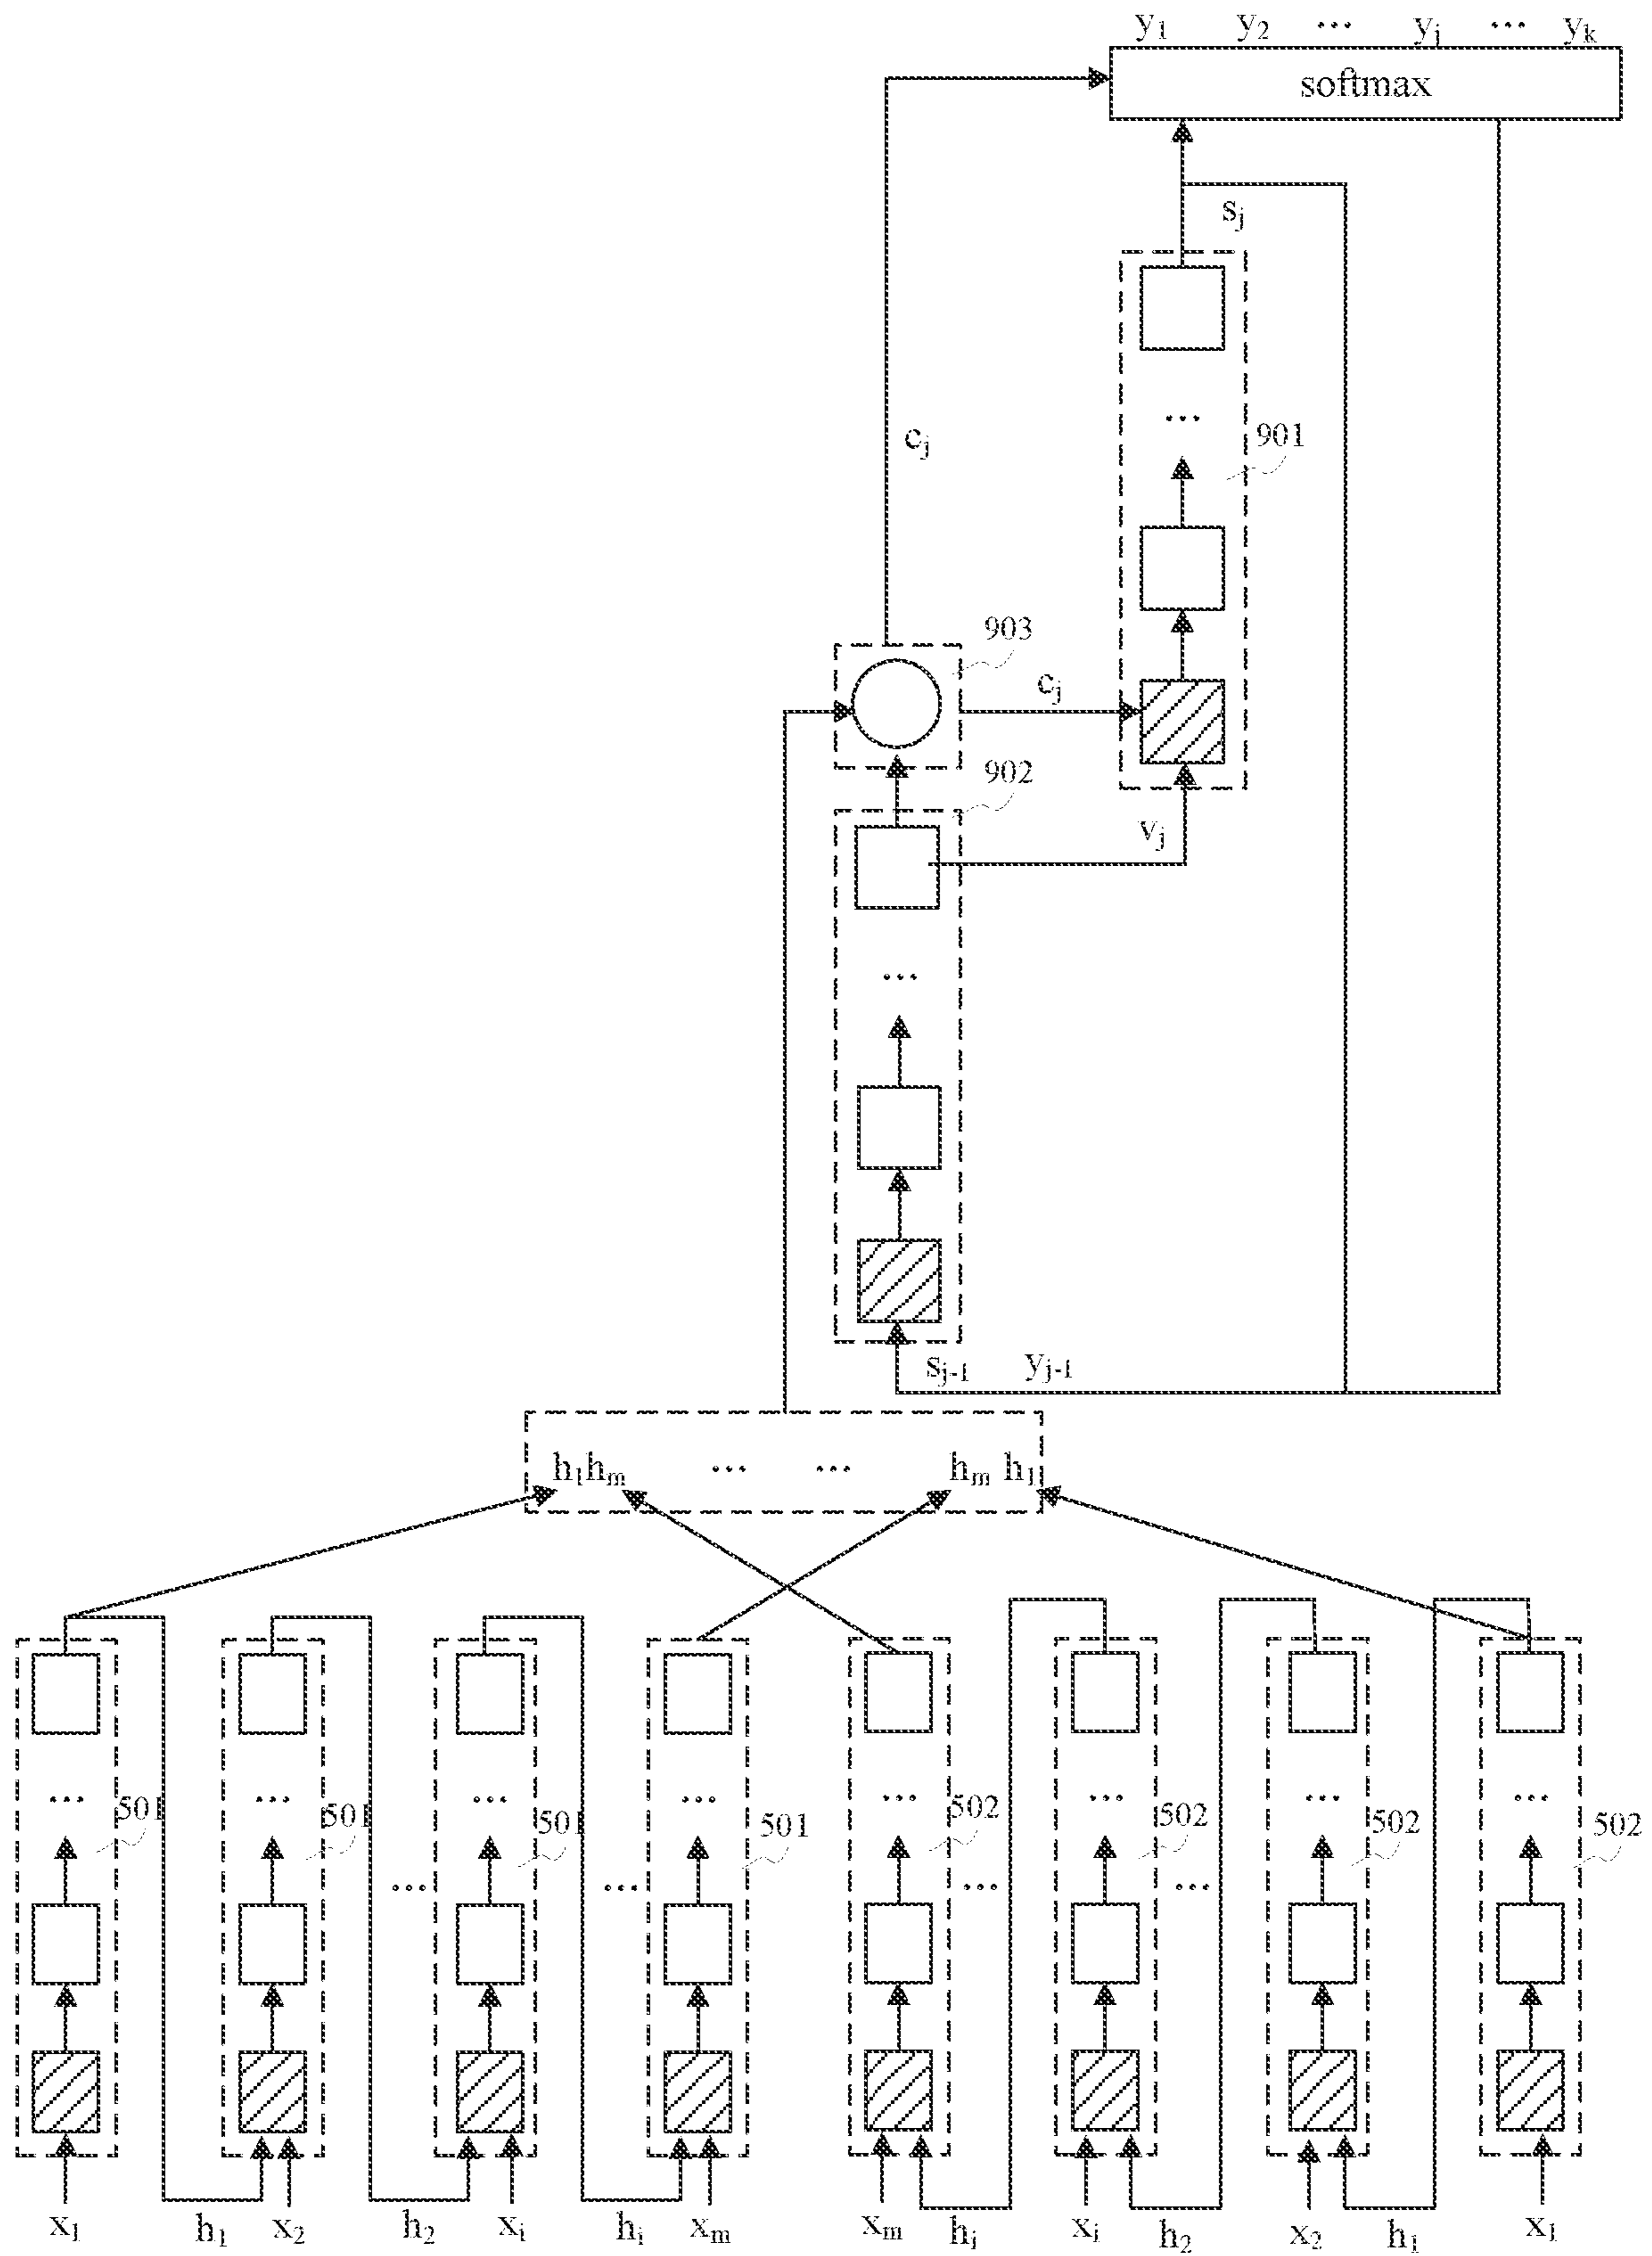 y₁ y₂ ... yⱼ ... yₖ
softmax
sⱼ
cⱼ
901
903
cⱼ
902
vⱼ
...
...
sⱼ₋₁ yⱼ₋₁
h₁hₘ ... ... hₘ h₁
... ... ... ... ... ... ... ...
501 501 501 501 502 502 502 502
... ... ... ...
x₁ h₁ x₂ h₂ xᵢ hᵢ xₘ xₘ hⱼ xⱼ h₂ x₂ h₁ x₁